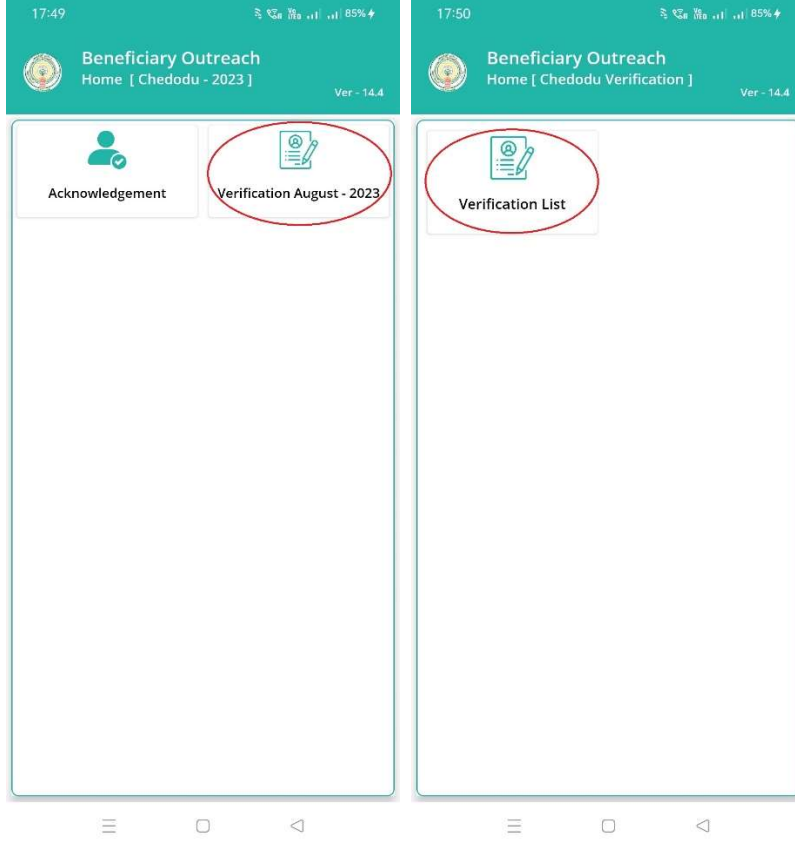 17:49
85%
Beneficiary Outreach
Home [ Chedodu - 2023 ]
Ver - 14.4
Acknowledgement
Verification August - 2023
17:50
85%
Beneficiary Outreach
Home [ Chedodu Verification ]
Ver - 14.4
Verification List